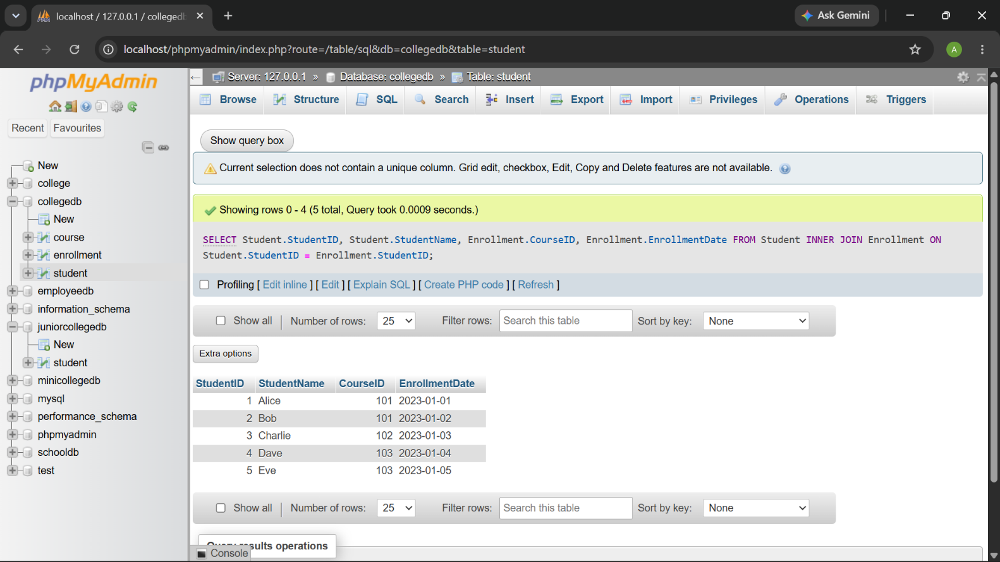 localhost / 127.0.0.1 / collegedb
Ask Gemini
localhost/phpmyadmin/index.php?route=/table/sql&db=collegedb&table=student
A
phpMyAdmin
Recent
Favourites
New
college
collegedb
New
course
enrollment
student
employeedb
information_schema
juniorcollegedb
New
student
minicollegedb
mysql
performance_schema
phpmyadmin
schooldb
test
Server: 127.0.0.1 » Database: collegedb » Table: student
Browse Structure SQL Search Insert Export Import Privileges Operations Triggers
Show query box
Current selection does not contain a unique column. Grid edit, checkbox, Edit, Copy and Delete features are not available.
Showing rows 0 - 4 (5 total, Query took 0.0009 seconds.)
SELECT Student.StudentID, Student.StudentName, Enrollment.CourseID, Enrollment.EnrollmentDate FROM Student INNER JOIN Enrollment ON
Student.StudentID = Enrollment.StudentID;
Profiling [ Edit inline ] [ Edit ] [ Explain SQL ] [ Create PHP code ] [ Refresh ]
Show all | Number of rows: 25 Filter rows: Search this table Sort by key: None
Extra options
StudentID StudentName CourseID EnrollmentDate
1 Alice 101 2023-01-01
2 Bob 101 2023-01-02
3 Charlie 102 2023-01-03
4 Dave 103 2023-01-04
5 Eve 103 2023-01-05
Show all | Number of rows: 25 Filter rows: Search this table Sort by key: None
Query results operations
Console